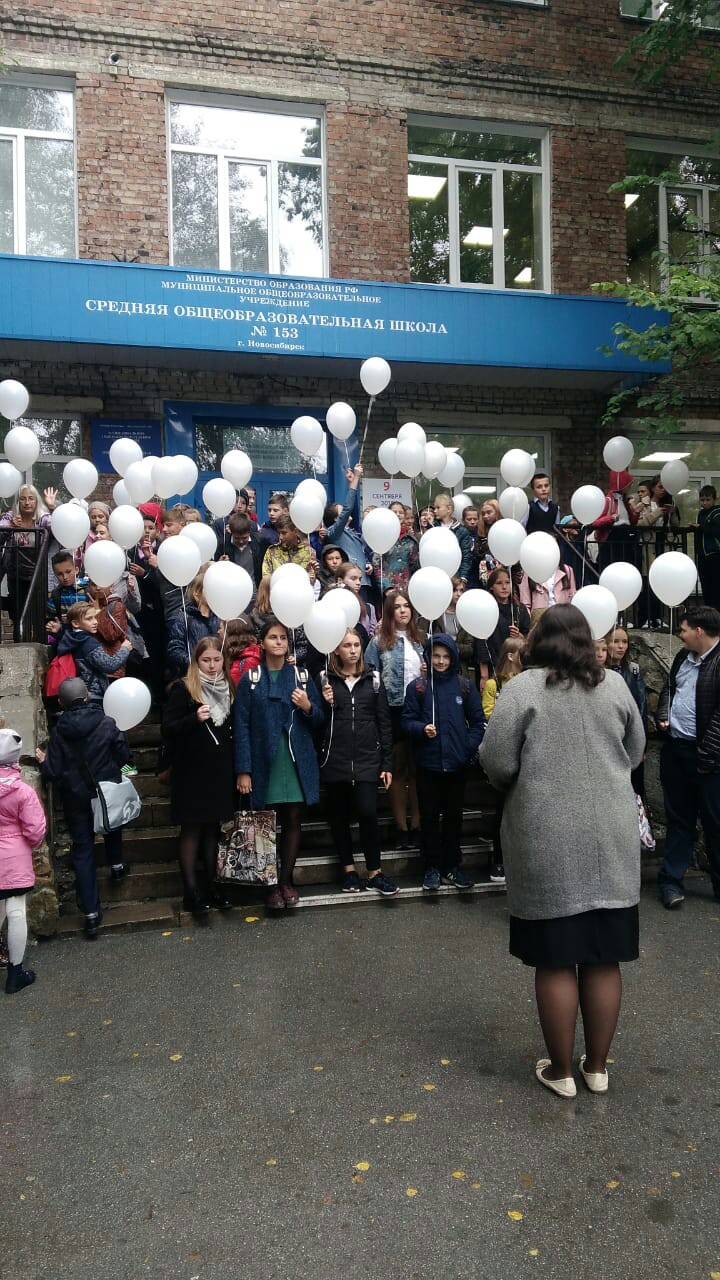 МИНИСТЕРСТВО ОБРАЗОВАНИЯ РФ
МУНИЦИПАЛЬНОЕ ОБЩЕОБРАЗОВАТЕЛЬНОЕ
УЧРЕЖДЕНИЕ
СРЕДНЯЯ ОБЩЕОБРАЗОВАТЕЛЬНАЯ ШКОЛА
№ 153
г. Новосибирск
9
СЕНТЯБРЯ